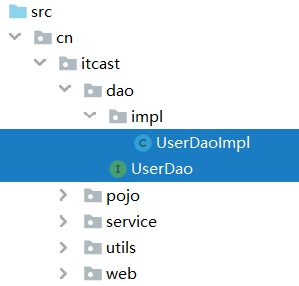 src
cn
itcast
dao
impl
C UserDaoImpl
I UserDao
pojo
service
utils
web